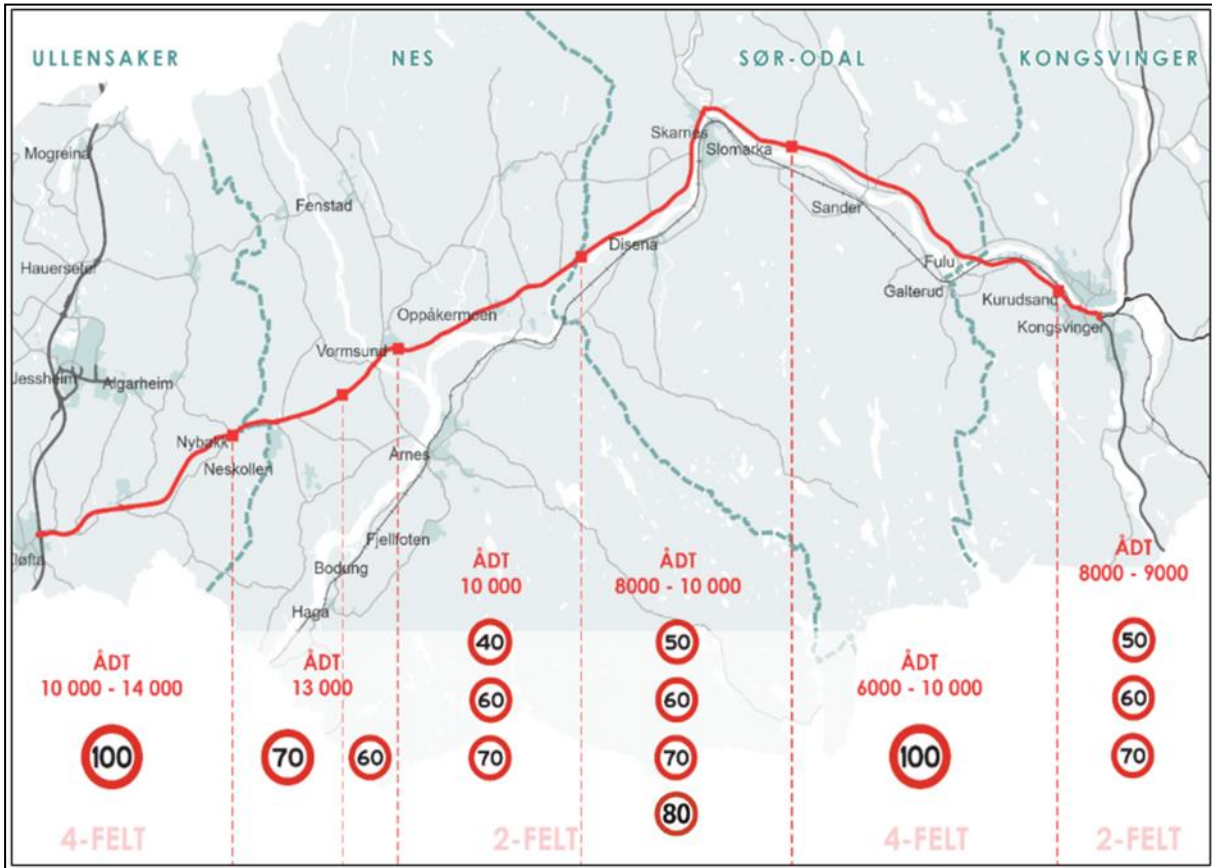 ULLENSAKER
NES
SØR-ODAL
KONGSVINGER
Mogreina
Fenstad
Skarnes
Slomarka
Sander
Hauerseter
Disenå
Fulu
Galterud
Kurudsand
Kongsvinger
Oppåkermoen
Vormsund
Jessheim
Algarheim
Nybakk
Neskollen
Årnes
Kløfta
Fjellfoten
Bodung
Haga
ÅDT
10 000 - 14 000
100
4-FELT
ÅDT
13 000
70
60
ÅDT
10 000
40
60
70
2-FELT
ÅDT
8000 - 10 000
50
60
70
80
ÅDT
6000 - 10 000
100
4-FELT
ÅDT
8000 - 9000
50
60
70
2-FELT